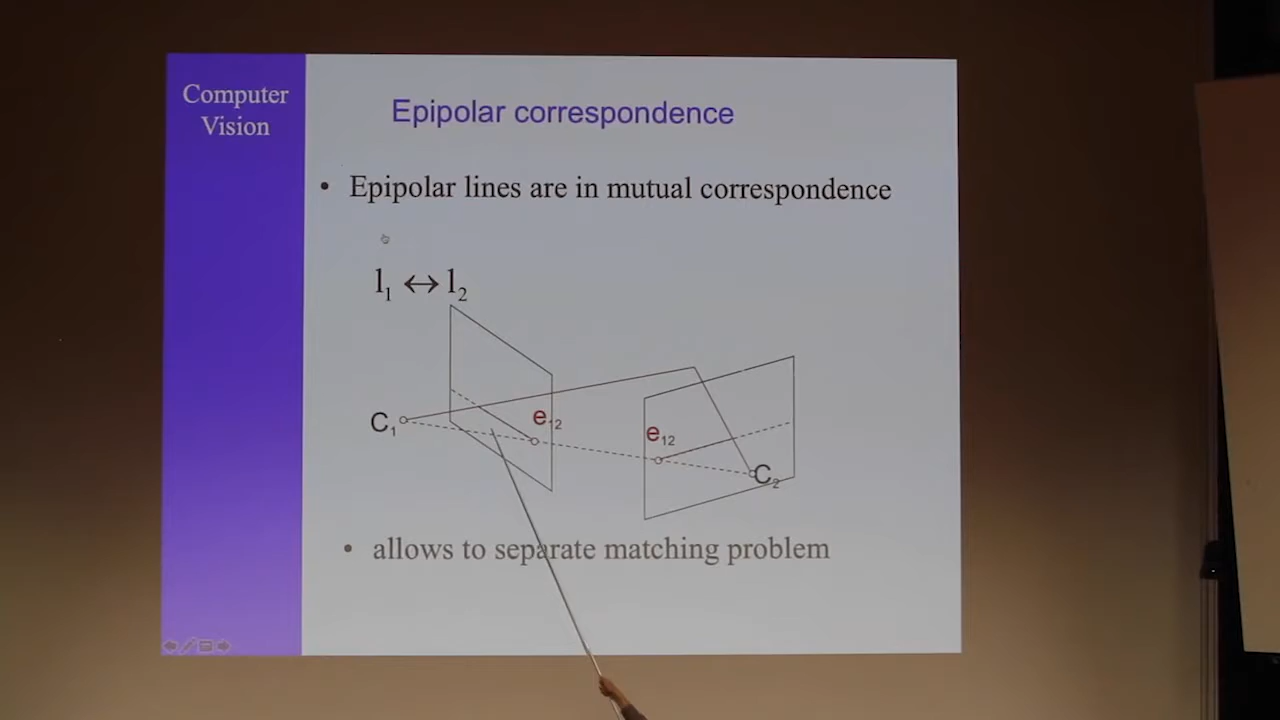 Computer
Vision
Epipolar correspondence
• Epipolar lines are in mutual correspondence
l₁ ↔ l₂
C₁
e₁₂
e₁₂
C₂
• allows to separate matching problem